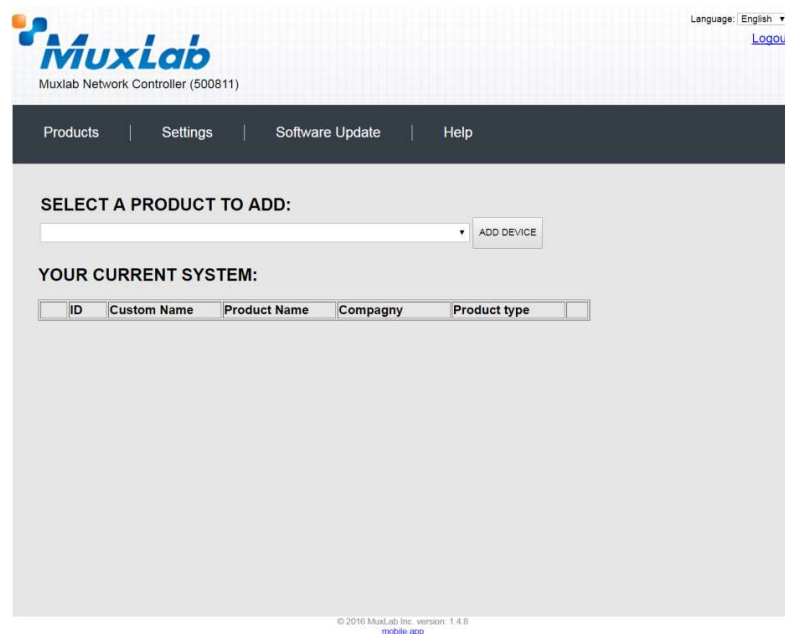 Language: English
Logou
MuxLab
Muxlab Network Controller (500811)
Products | Settings | Software Update | Help
SELECT A PRODUCT TO ADD:
ADD DEVICE
YOUR CURRENT SYSTEM:
ID Custom Name Product Name Compagny Product type
© 2016 MuxLab Inc. version: 1.4.8
mobile app